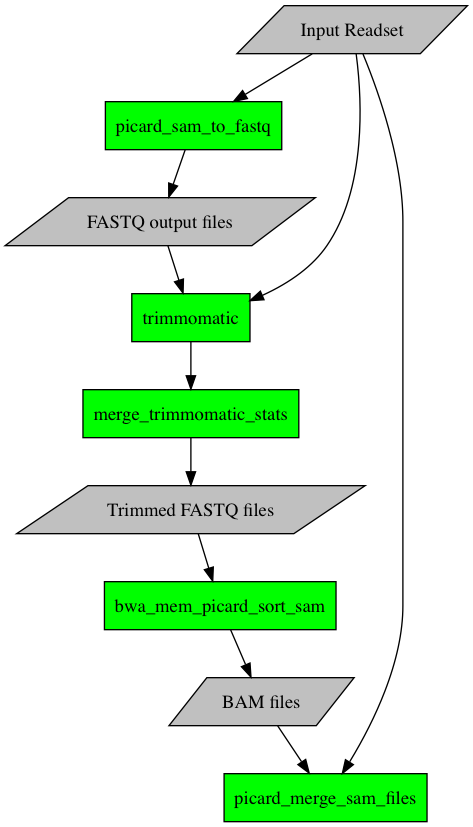 Input Readset
picard_sam_to_fastq
FASTQ output files
trimmomatic
merge_trimmomatic_stats
Trimmed FASTQ files
bwa_mem_picard_sort_sam
BAM files
picard_merge_sam_files